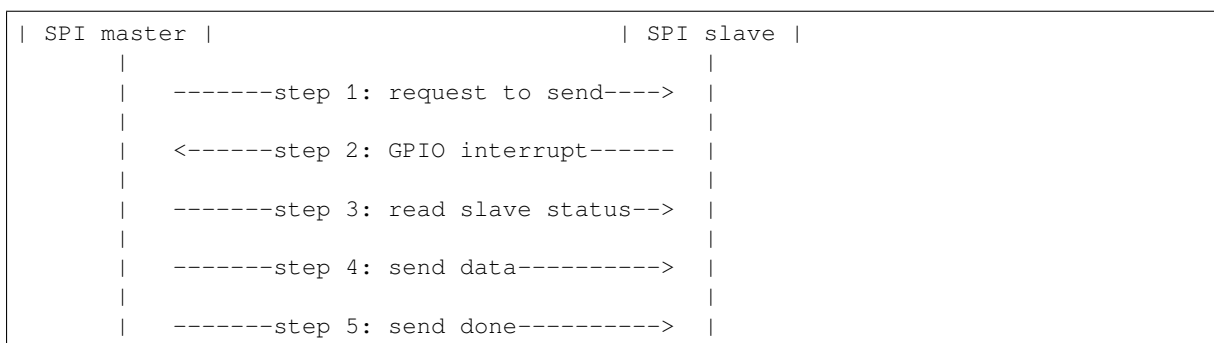 | SPI master |                                | SPI slave |
       |                                            |
       |   -------step 1: request to send---->  |
       |                                            |
       |   <------step 2: GPIO interrupt------  |
       |                                            |
       |   -------step 3: read slave status-->  |
       |                                            |
       |   -------step 4: send data---------->  |
       |                                            |
       |   -------step 5: send done---------->  |